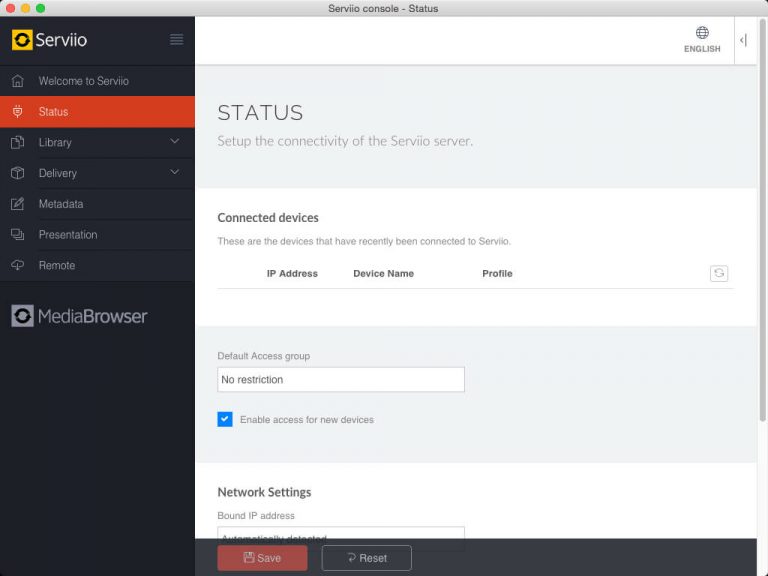 Serviio console - Status
Serviio
ENGLISH
Welcome to Serviio
Status
Library
Delivery
Metadata
Presentation
Remote
MediaBrowser
STATUS
Setup the connectivity of the Serviio server.
Connected devices
These are the devices that have recently been connected to Serviio.
IP Address Device Name Profile
Default Access group
No restriction
Enable access for new devices
Network Settings
Bound IP address
Automatically detected
Save Reset